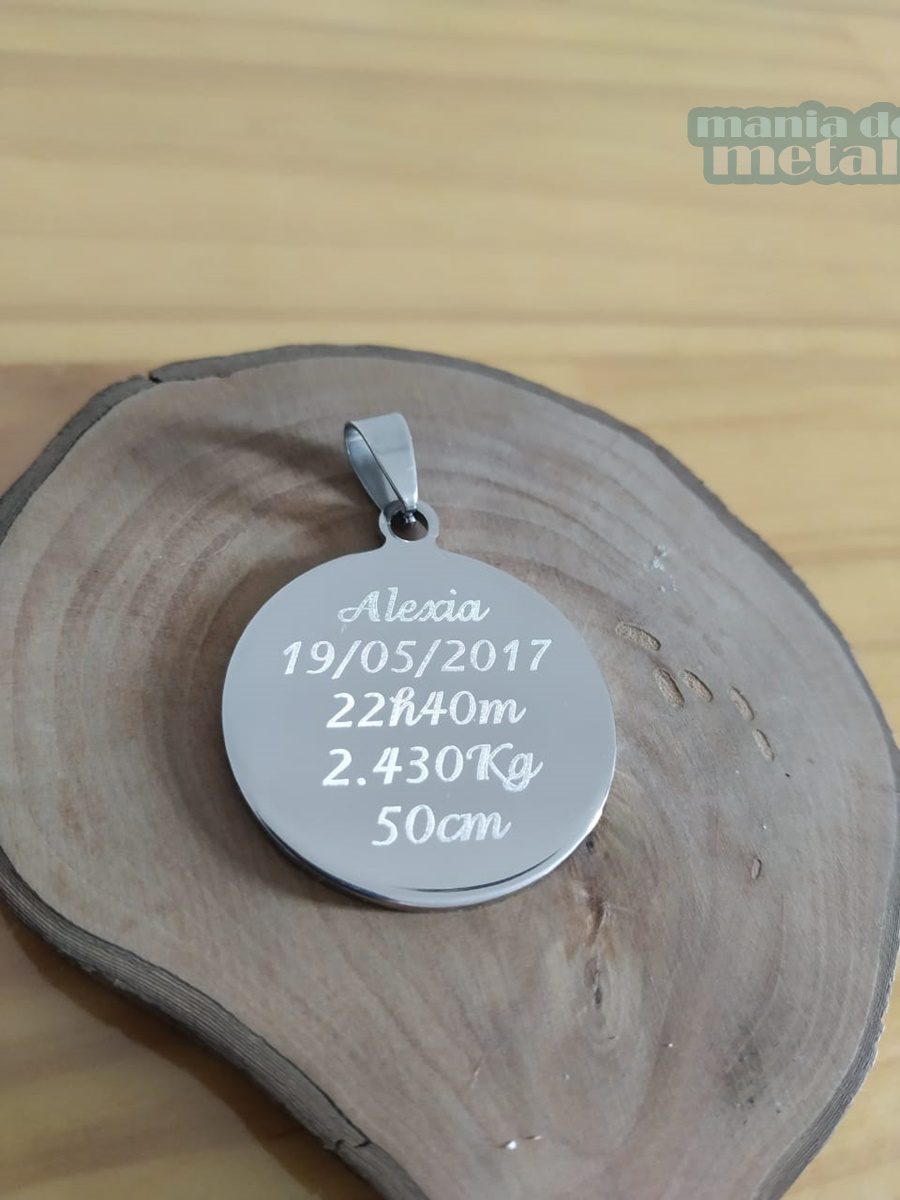 mania de
metal
Alexia
19/05/2017
22h40m
2.430Kg
50cm